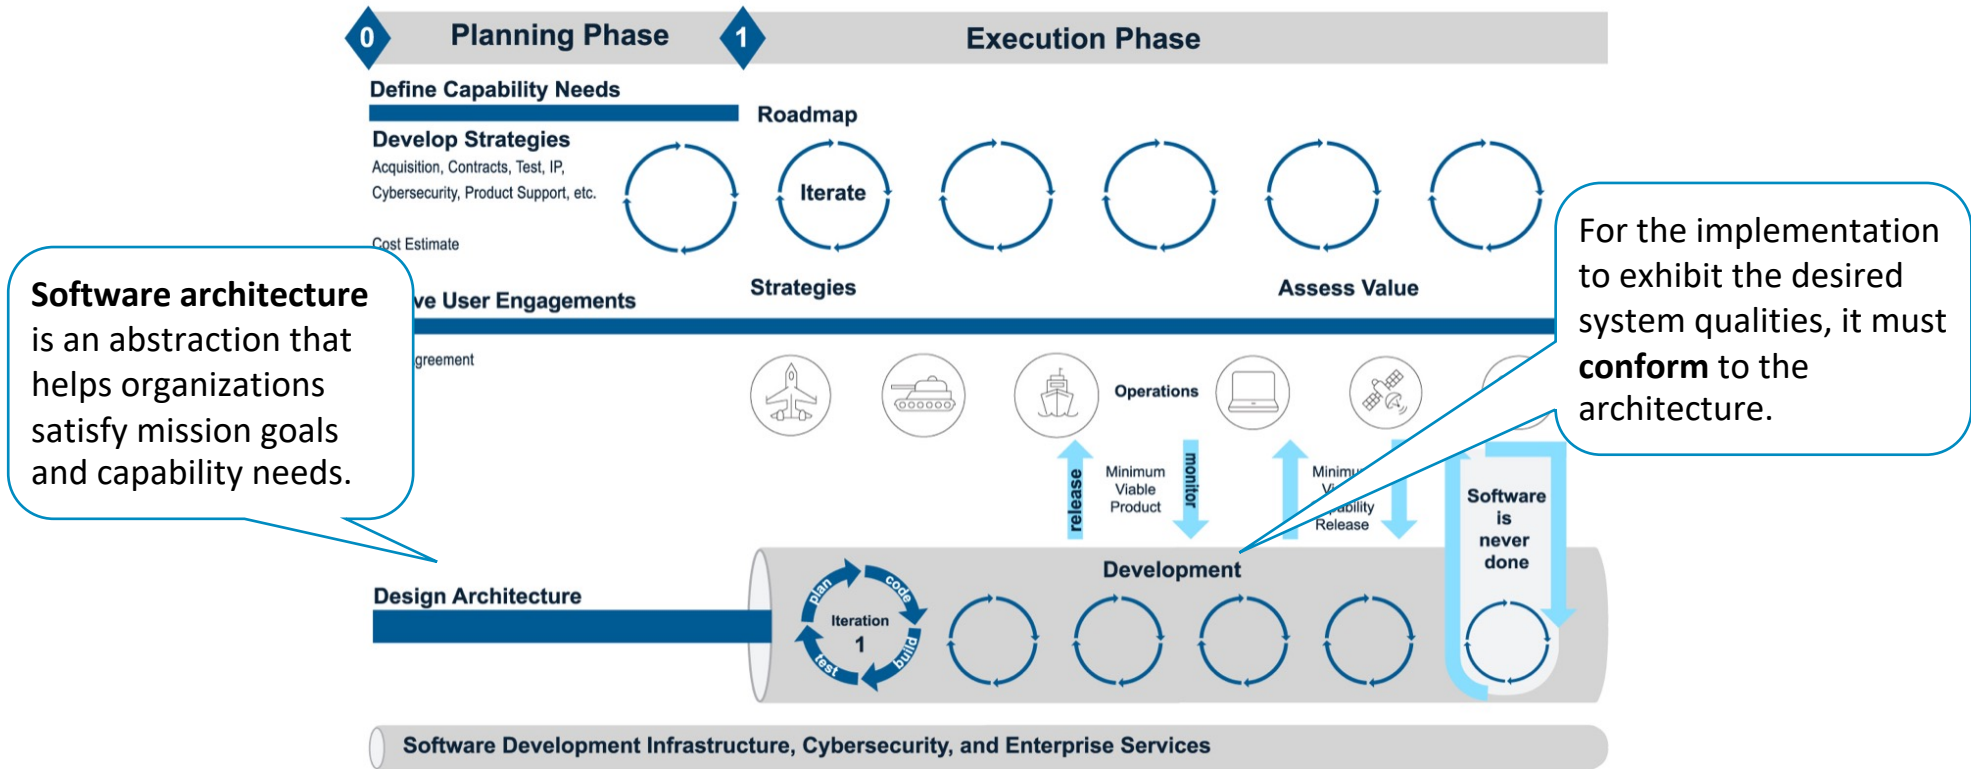 0 Planning Phase 1 Execution Phase
Define Capability Needs
Roadmap
Develop Strategies
Acquisition, Contracts, Test, IP,
Cybersecurity, Product Support, etc.
Iterate
Cost Estimate
Strategies
Assess Value
User Engagements
Software architecture
is an abstraction that
helps organizations
satisfy mission goals
and capability needs.
For the implementation
to exhibit the desired
system qualities, it must
conform to the
architecture.
Operations
release
Minimum
Viable
Product
monitor
Release
Software
is
never
done
Development
Design Architecture
plan
code
build
test
Iteration
1
Software Development Infrastructure, Cybersecurity, and Enterprise Services